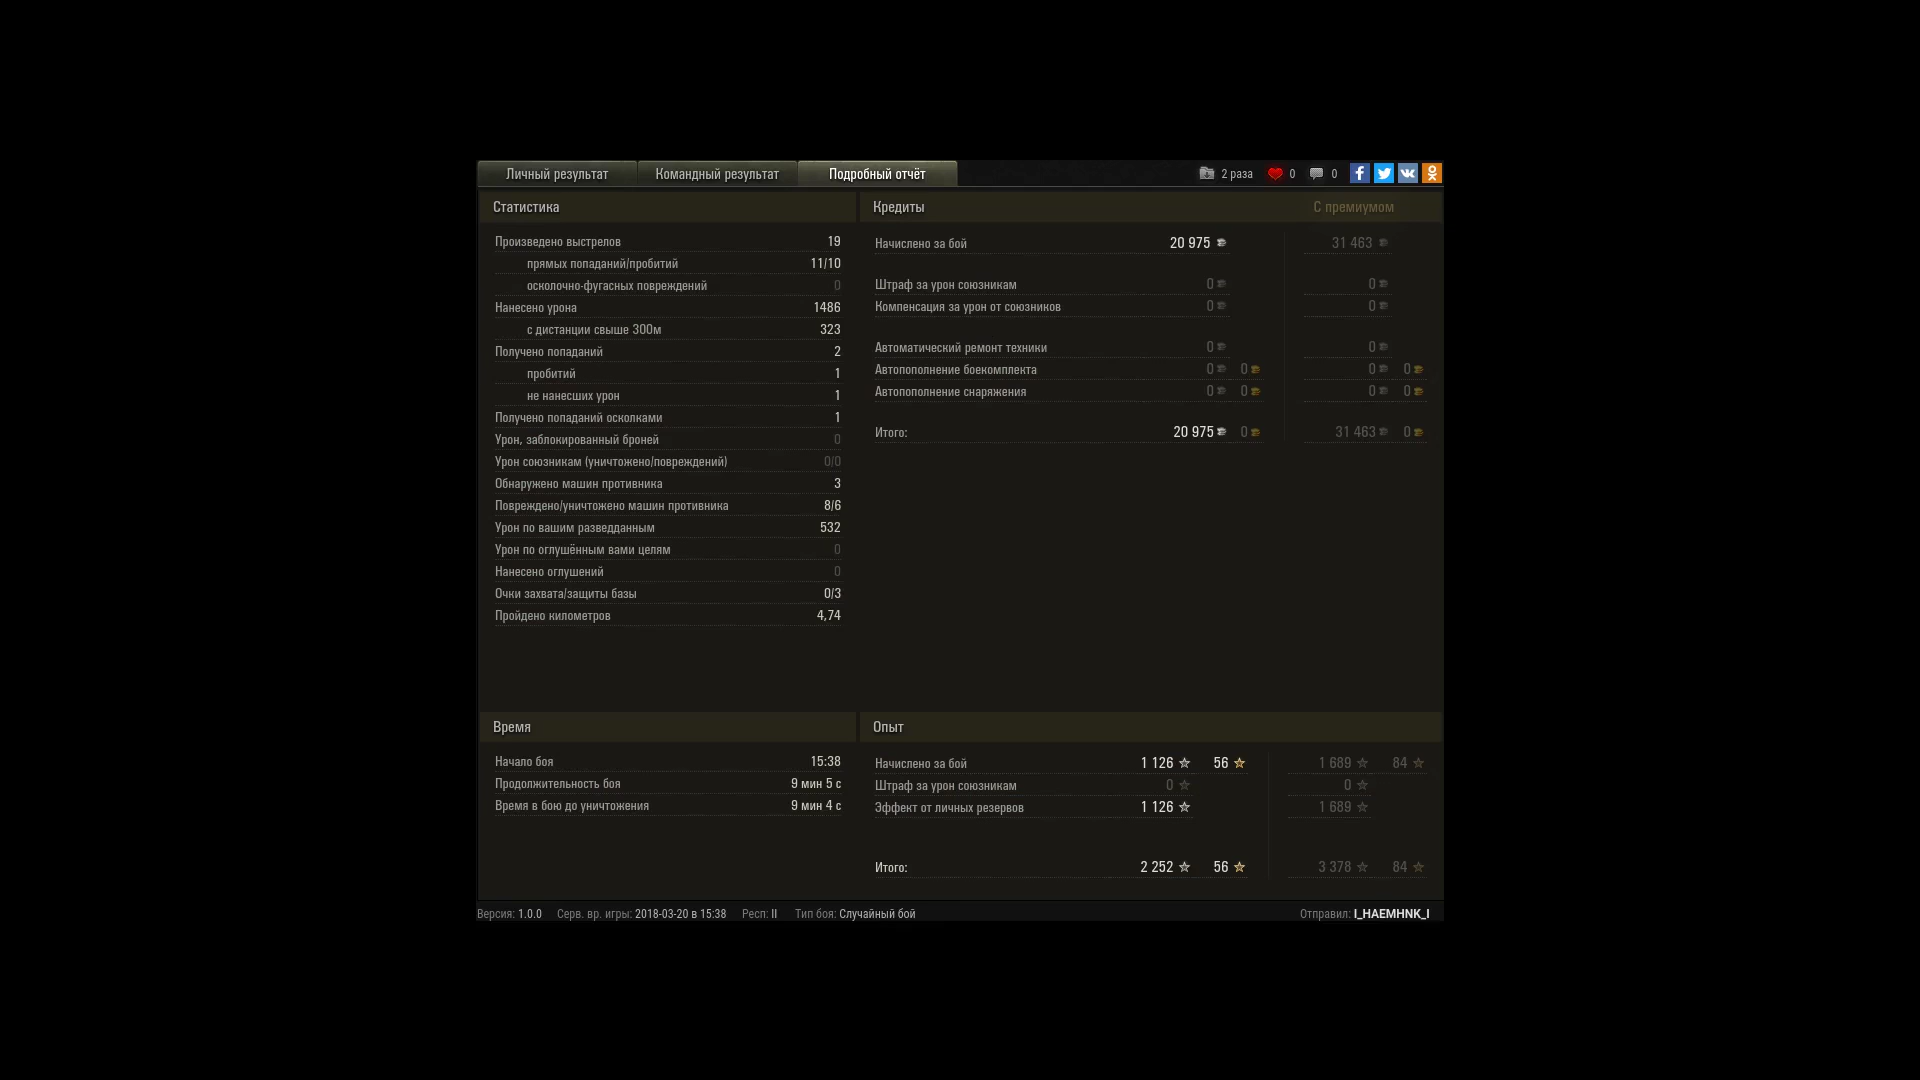 Личный результат Командный результат Подробный отчёт 2 раза 0 0
Статистика
Произведено выстрелов 19
прямых попаданий/пробитий 11/10
осколочно-фугасных повреждений 0
Нанесено урона 1486
с дистанции свыше 300м 323
Получено попаданий 2
пробитий 1
не нанесших урон 1
Получено попаданий осколками 1
Урон, заблокированный броней 0
Урон союзникам (уничтожено/повреждений) 0/0
Обнаружено машин противника 3
Повреждено/уничтожено машин противника 8/6
Урон по вашим разведданным 532
Урон по оглушённым вами целям 0
Нанесено оглушений 0
Очки захвата/защиты базы 0/3
Пройдено километров 4,74
Кредиты С премиумом
Начислено за бой 20 975 31 463
Штраф за урон союзникам 0 0
Компенсация за урон от союзников 0 0
Автоматический ремонт техники 0 0
Автопополнение боекомплекта 0 0 0 0
Автопополнение снаряжения 0 0 0 0
Итого: 20 975 0 31 463 0
Время
Начало боя 15:38
Продолжительность боя 9 мин 5 с
Время в бою до уничтожения 9 мин 4 с
Опыт
Начислено за бой 1 126 56 1 689 84
Штраф за урон союзникам 0 0
Эффект от личных резервов 1 126 1 689
Итого: 2 252 56 3 378 84
Версия: 1.0.0 Серв. вр. игры: 2018-03-20 в 15:38 Респ: II Тип боя: Случайный бой Отправил: I_HAEMHNK_I